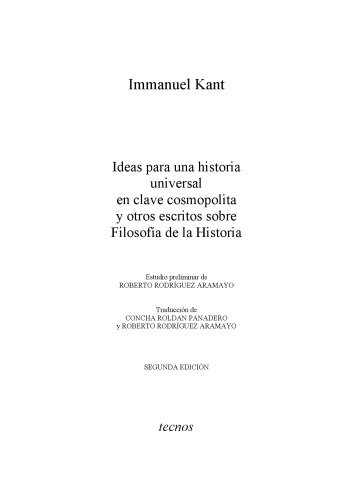 Immanuel Kant
Ideas para una historia
universal
en clave cosmopolita
y otros escritos sobre
Filosofía de la Historia
Estudio preliminar de
ROBERTO RODRÍGUEZ ARAMAYO
Traducción de
CONCHA ROLDAN PANADERO
y ROBERTO RODRÍGUEZ ARAMAYO
SEGUNDA EDICIÓN
tecnos